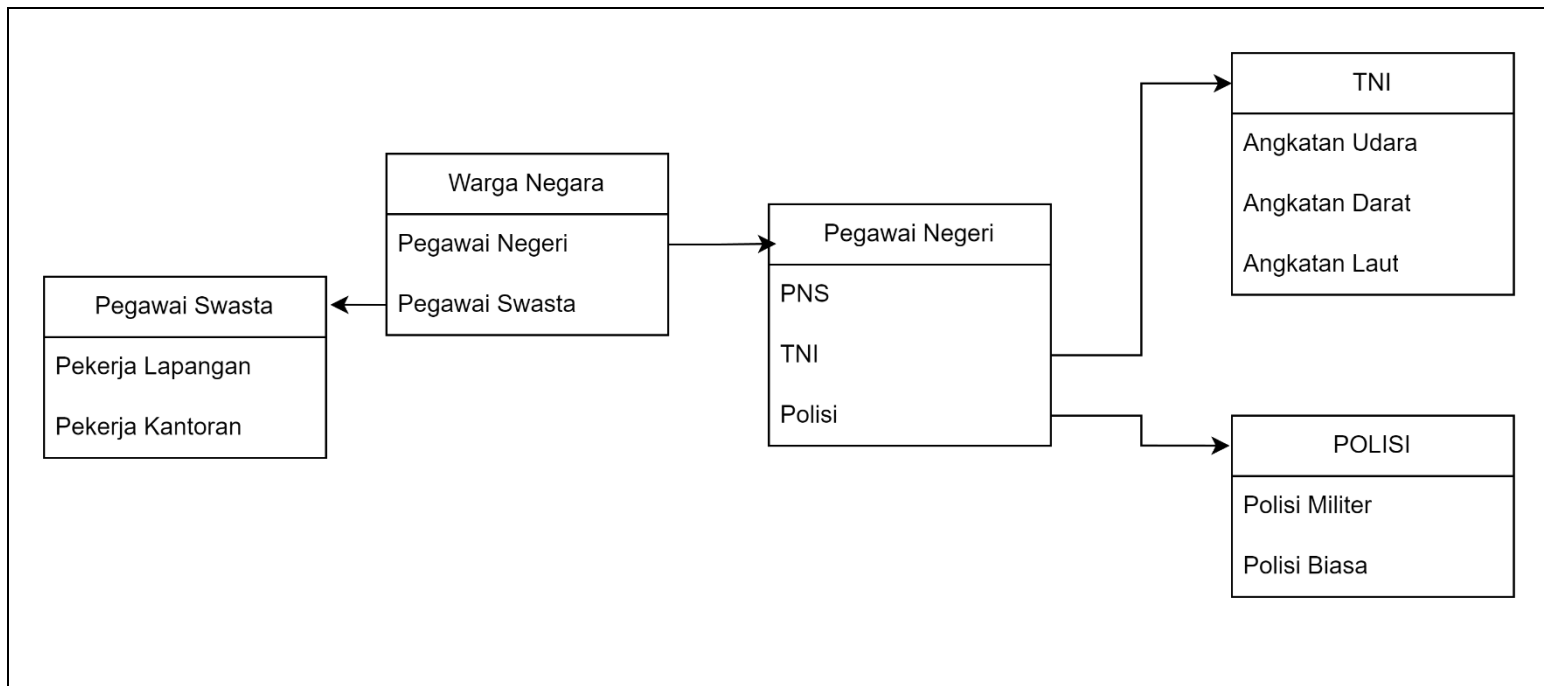 Warga Negara
Pegawai Negeri
Pegawai Swasta
Pegawai Swasta
Pekerja Lapangan
Pekerja Kantoran
Pegawai Negeri
PNS
TNI
Polisi
TNI
Angkatan Udara
Angkatan Darat
Angkatan Laut
POLISI
Polisi Militer
Polisi Biasa